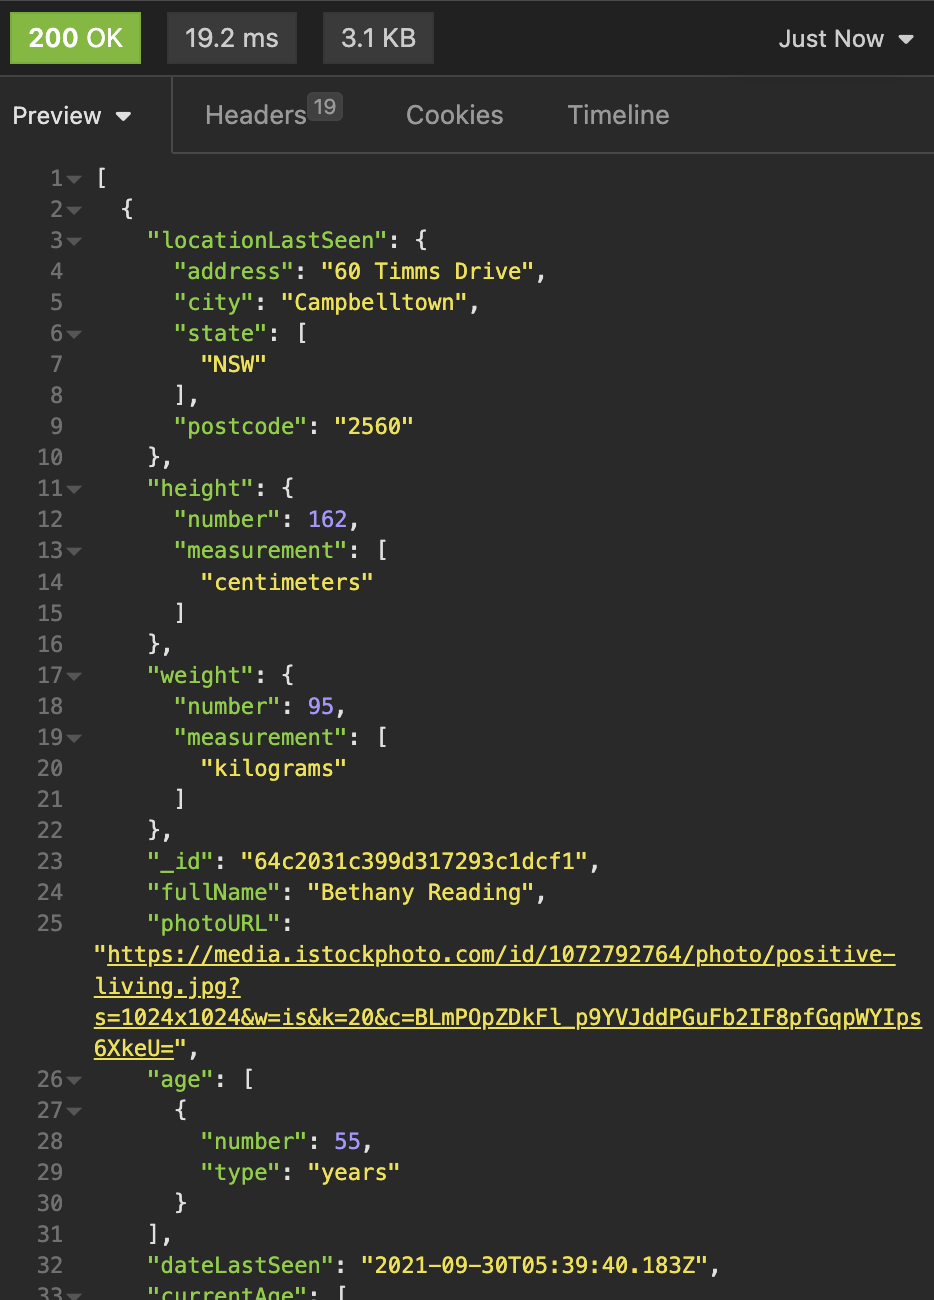 200 OK 19.2 ms 3.1 KB Just Now
Preview Headers 19 Cookies Timeline
1 [
2 {
3 "locationLastSeen": {
4 "address": "60 Timms Drive",
5 "city": "Campbelltown",
6 "state": [
7 "NSW"
8 ],
9 "postcode": "2560"
10 },
11 "height": {
12 "number": 162,
13 "measurement": [
14 "centimeters"
15 ]
16 },
17 "weight": {
18 "number": 95,
19 "measurement": [
20 "kilograms"
21 ]
22 },
23 "_id": "64c2031c399d317293c1dcf1",
24 "fullName": "Bethany Reading",
25 "photoURL":
"https://media.istockphoto.com/id/1072792764/photo/positive-
living.jpg?
s=1024x1024&w=is&k=20&c=BLmPOpZDkFl_p9YVJddPGuFb2IF8pfGqpWYIps
6XkeU=",
26 "age": [
27 {
28 "number": 55,
29 "type": "years"
30 }
31 ],
32 "dateLastSeen": "2021-09-30T05:39:40.183Z",
33 "currentAge": [